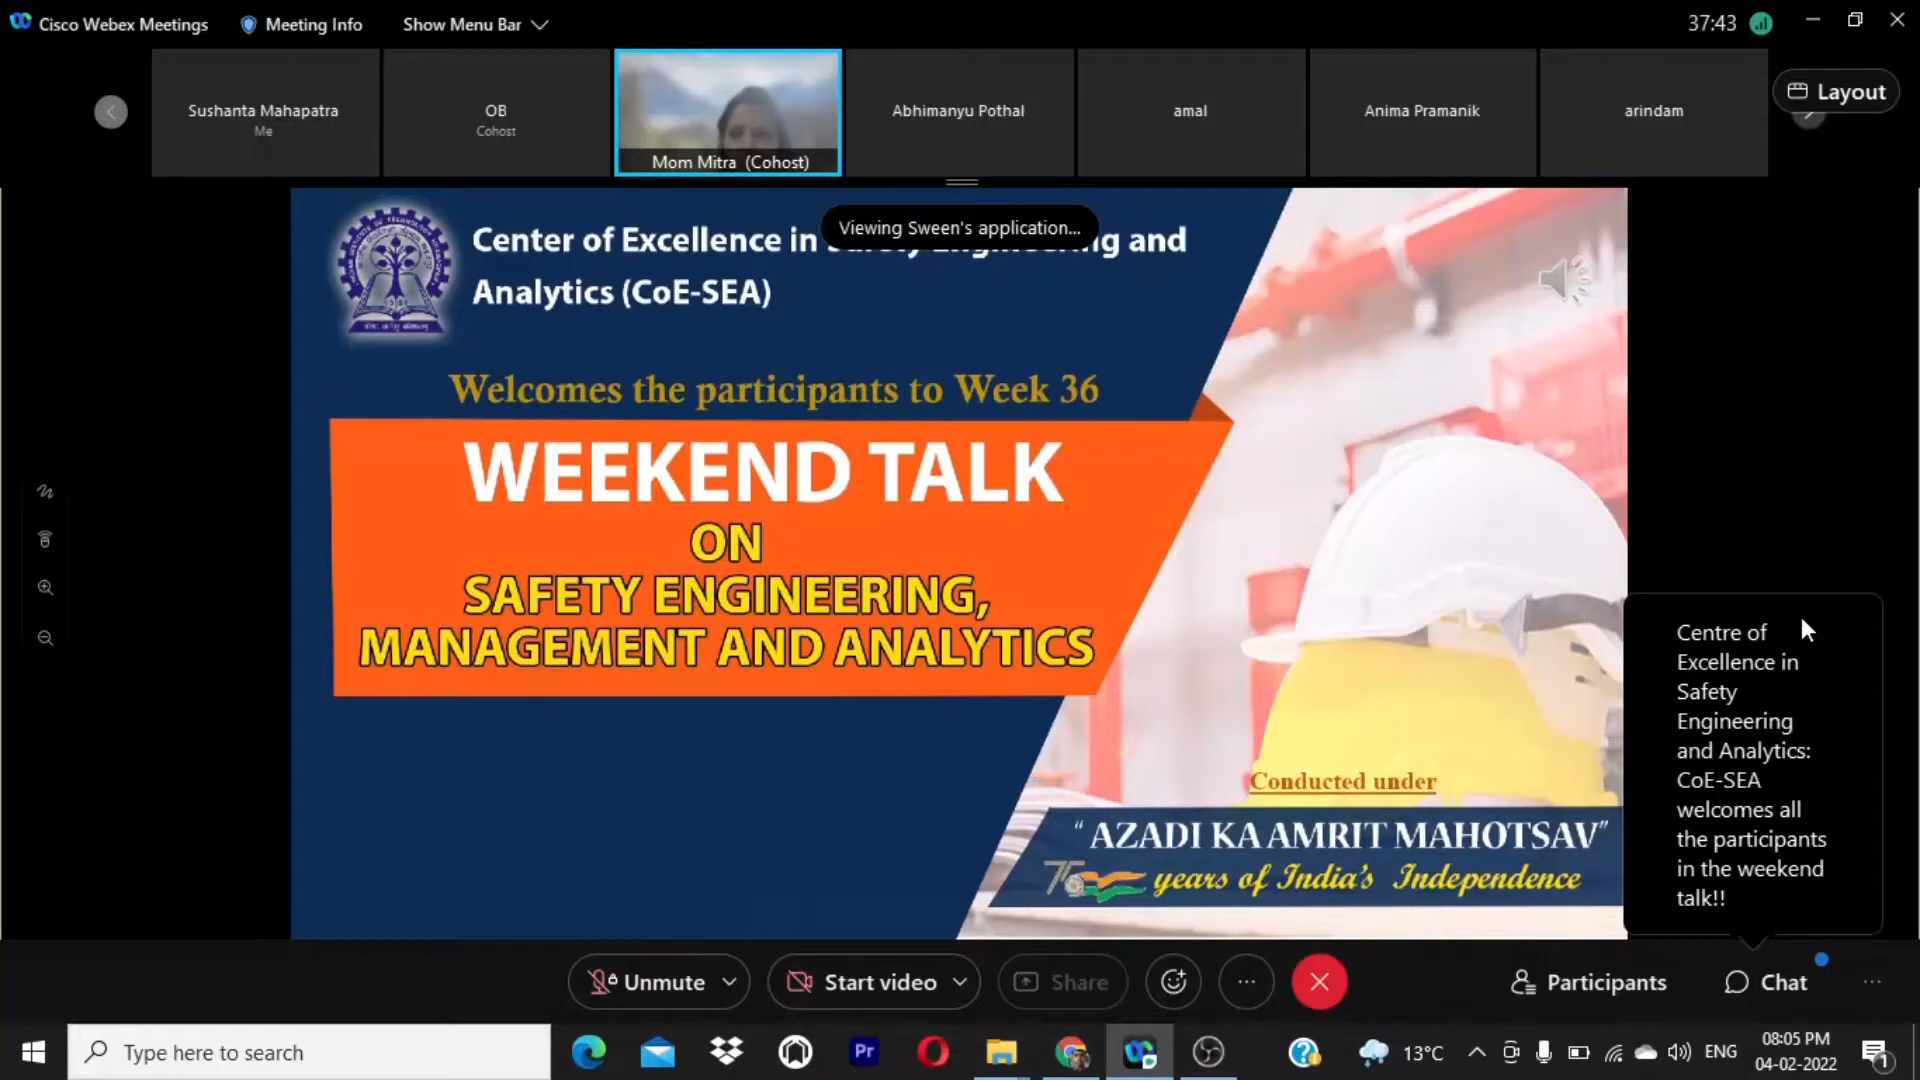 Cisco Webex Meetings
Meeting Info
Show Menu Bar
37:43
Sushanta Mahapatra
Me
OB
Cohost
Mom Mitra (Cohost)
Abhimanyu Pothal
amal
Anima Pramanik
arindam
Layout
Viewing Sween's application...
Center of Excellence in Safety Engineering and
Analytics (CoE-SEA)
Welcomes the participants to Week 36
WEEKEND TALK
ON
SAFETY ENGINEERING,
MANAGEMENT AND ANALYTICS
Conducted under
"AZADI KA AMRIT MAHOTSAV"
75 years of India's Independence
Centre of
Excellence in
Safety
Engineering
and Analytics:
CoE-SEA
welcomes all
the participants
in the weekend
talk!!
Unmute
Start video
Share
Participants
Chat
Type here to search
Pr
13°C
ENG
08:05 PM
04-02-2022
1